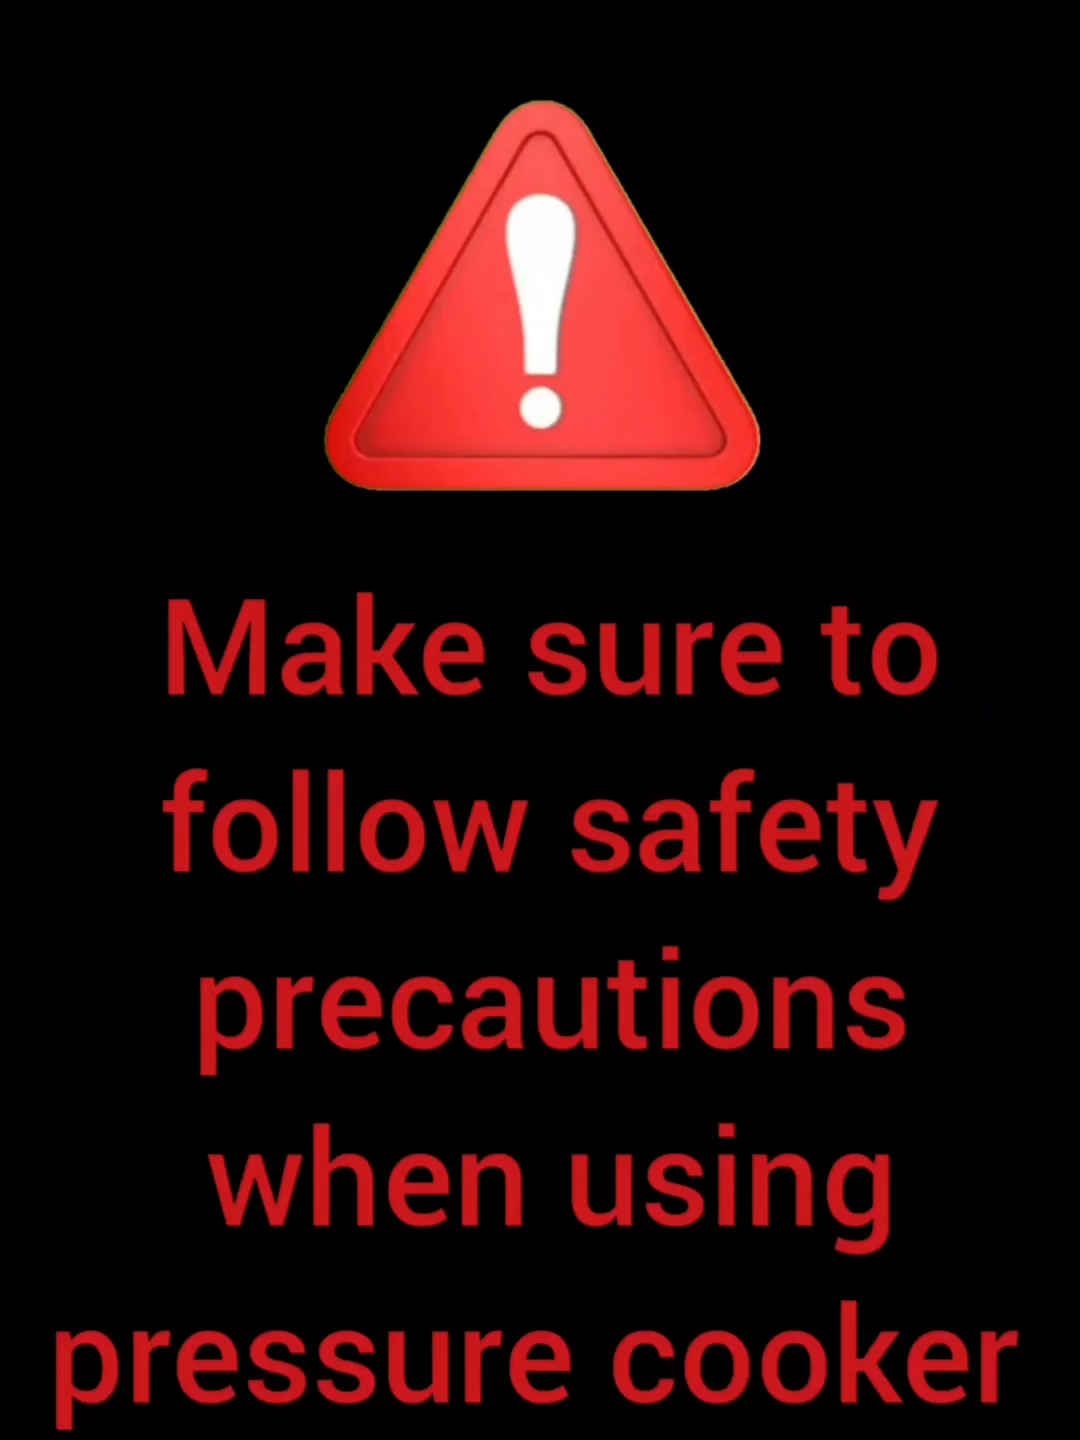 Make sure to
follow safety
precautions
when using
pressure cooker